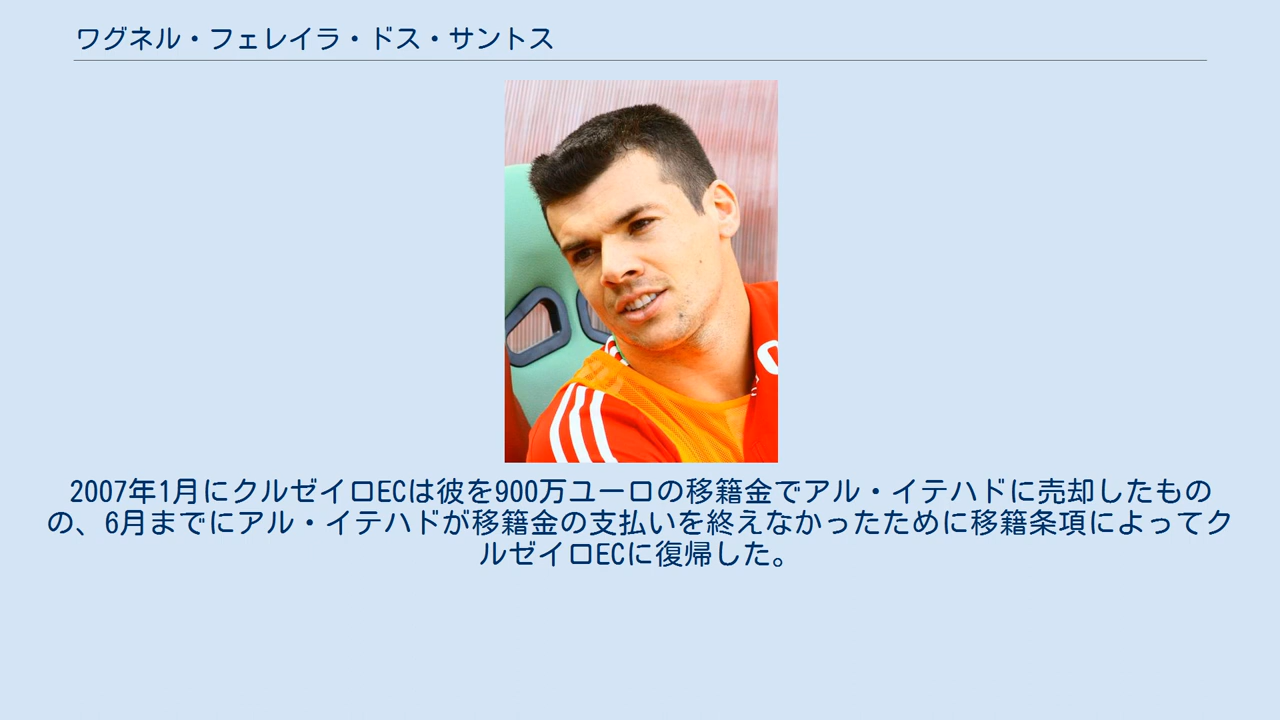 ワグネル・フェレイラ・ドス・サントス
2007年1月にクルゼイロECは彼を900万ユーロの移籍金でアル・イテハドに売却したもの
の、6月までにアル・イテハドが移籍金の支払いを終えなかったために移籍条項によってク
ルゼイロECに復帰した。